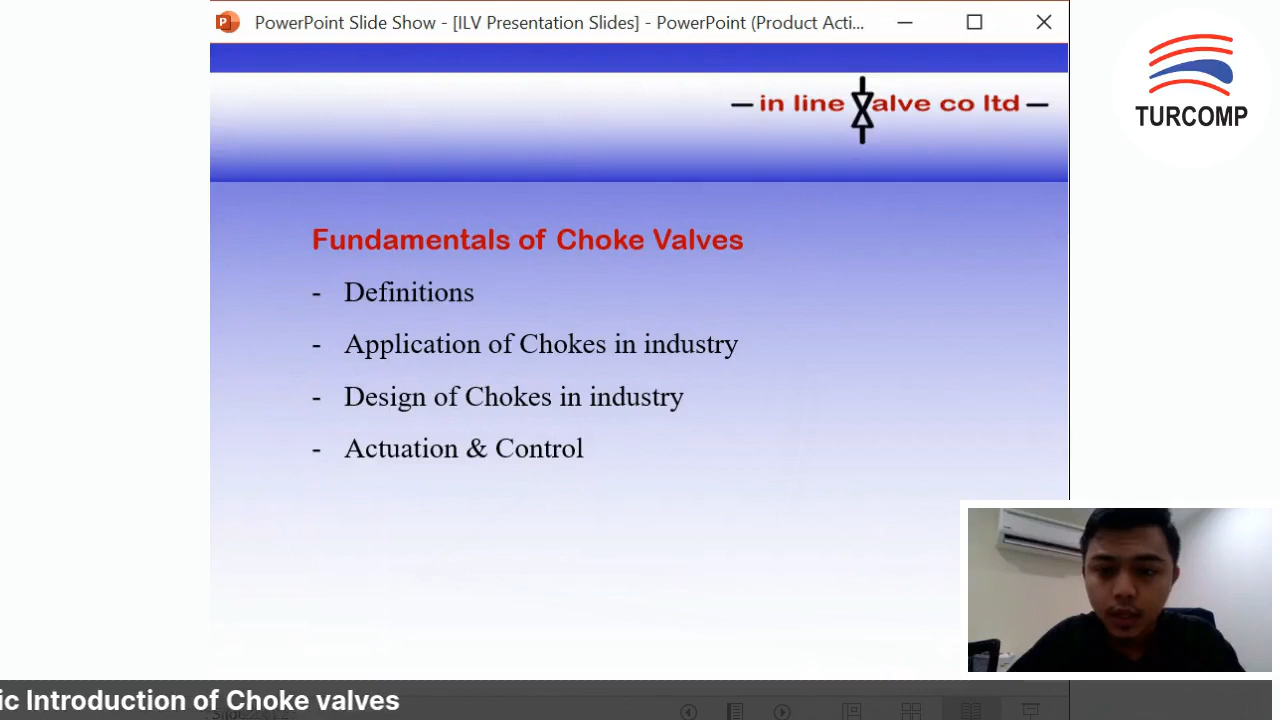 PowerPoint Slide Show - [ILV Presentation Slides] - PowerPoint (Product Acti...
in line valve co ltd
TURCOMP
Fundamentals of Choke Valves
- Definitions
- Application of Chokes in industry
- Design of Chokes in industry
- Actuation & Control
ic Introduction of Choke valves